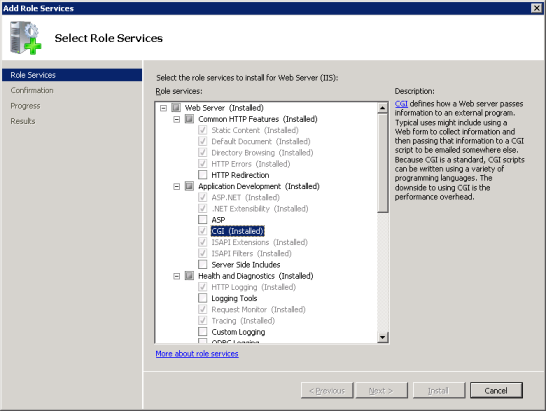 Add Role Services
Select Role Services
Role Services
Confirmation
Progress
Results
Select the role services to install for Web Server (IIS):
Role services:
Web Server (Installed)
Common HTTP Features (Installed)
Static Content (Installed)
Default Document (Installed)
Directory Browsing (Installed)
HTTP Errors (Installed)
HTTP Redirection
Application Development (Installed)
ASP.NET (Installed)
.NET Extensibility (Installed)
ASP
CGI (Installed)
ISAPI Extensions (Installed)
ISAPI Filters (Installed)
Server Side Includes
Health and Diagnostics (Installed)
HTTP Logging (Installed)
Logging Tools
Request Monitor (Installed)
Tracing (Installed)
Custom Logging
ODBC Logging
More about role services
Description:
CGI defines how a Web server passes
information to an external program.
Typical uses might include using a
Web form to collect information and
then passing that information to a CGI
script to be emailed somewhere else.
Because CGI is a standard, CGI scripts
can be written using a variety of
programming languages. The
downside to using CGI is the
performance overhead.
< Previous
Next >
Install
Cancel